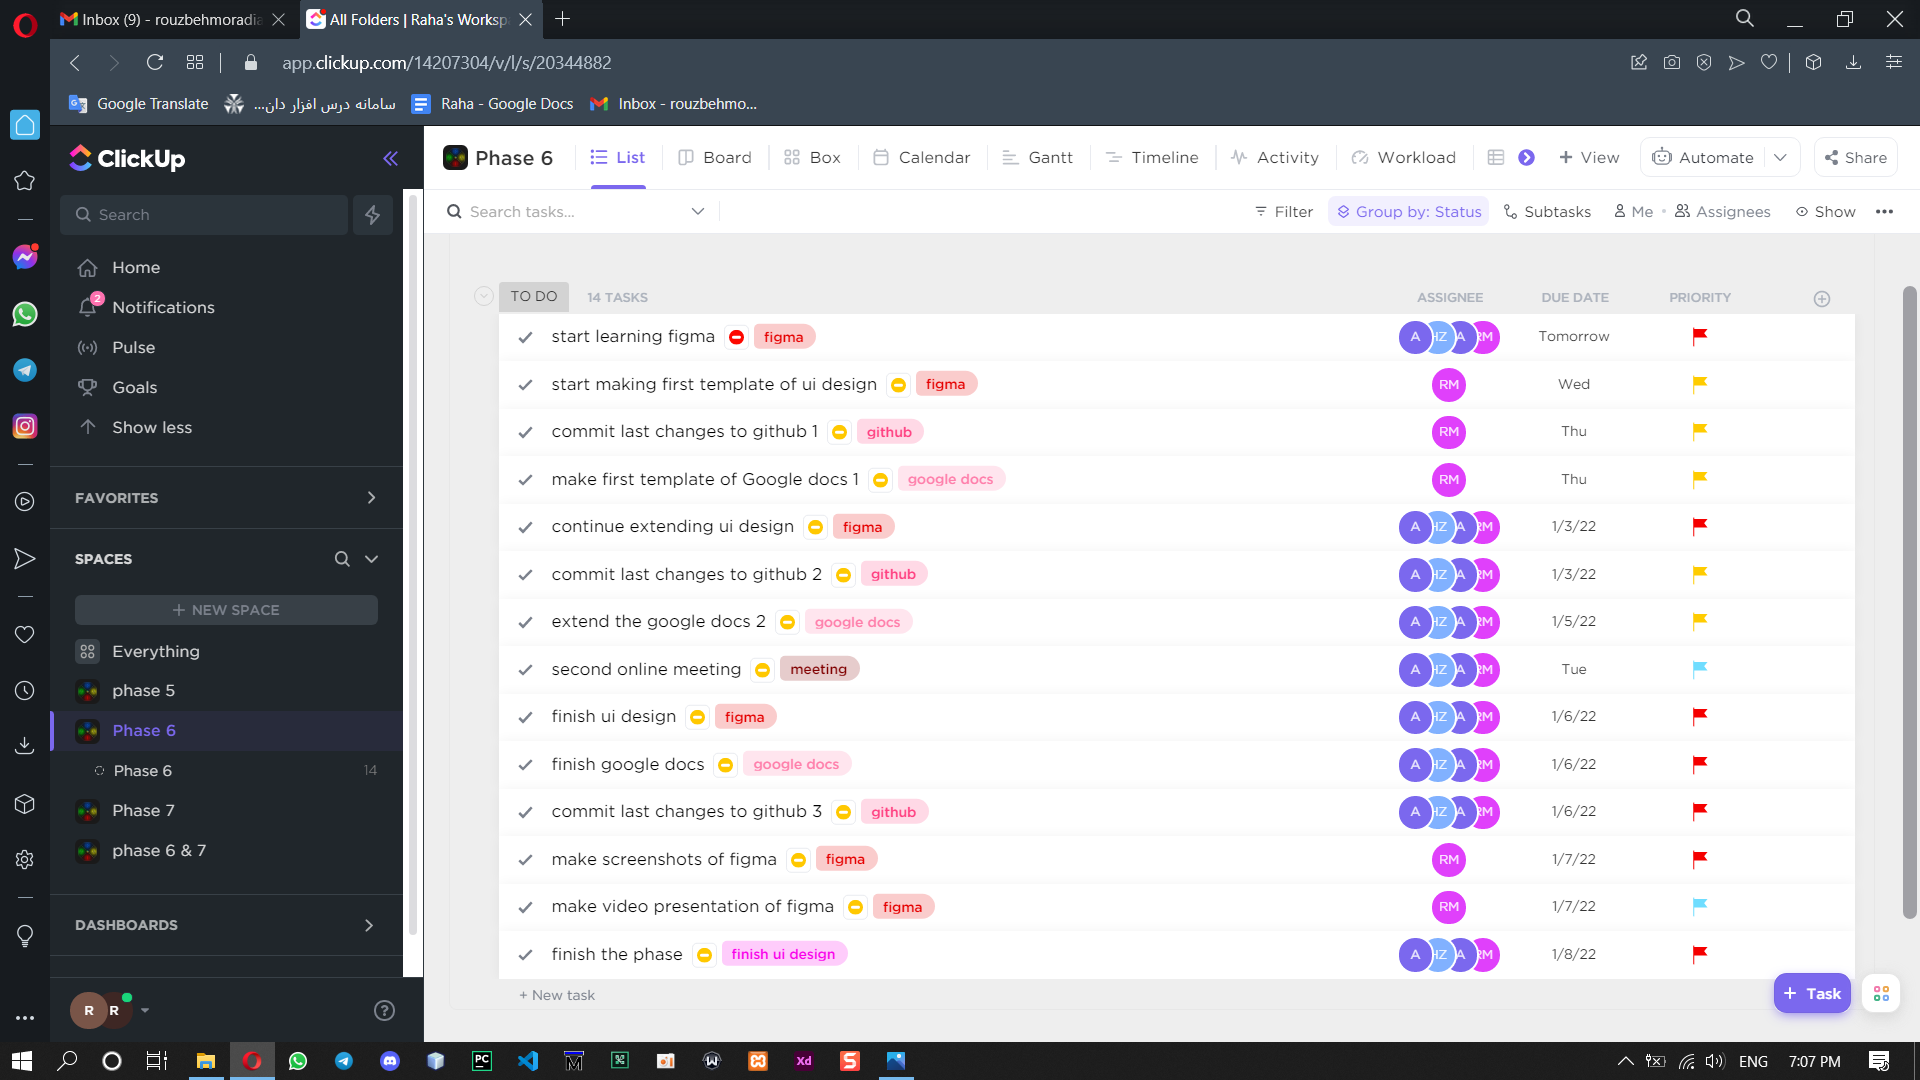 Inbox (9) - rouzbehmoradia
All Folders | Raha's Worksp
app.clickup.com/14207304/v/l/s/20344882
Google Translate
سامانه درس افزار دان...
Raha - Google Docs
Inbox - rouzbehmo...
ClickUp
Search
Home
2
Notifications
Pulse
Goals
Show less
FAVORITES
SPACES
+ NEW SPACE
Everything
phase 5
Phase 6
Phase 6 14
Phase 7
phase 6 & 7
DASHBOARDS
R R
Phase 6
List
Board
Box
Calendar
Gantt
Timeline
Activity
Workload
+ View
Automate
Share
Search tasks...
Filter
Group by: Status
Subtasks
Me
Assignees
Show
TO DO 14 TASKS ASSIGNEE DUE DATE PRIORITY
start learning figma figma A HZ A RM Tomorrow
start making first template of ui design figma RM Wed
commit last changes to github 1 github RM Thu
make first template of Google docs 1 google docs RM Thu
continue extending ui design figma A HZ A RM 1/3/22
commit last changes to github 2 github A HZ A RM 1/3/22
extend the google docs 2 google docs A HZ A RM 1/5/22
second online meeting meeting A HZ A RM Tue
finish ui design figma A HZ A RM 1/6/22
finish google docs google docs A HZ A RM 1/6/22
commit last changes to github 3 github A HZ A RM 1/6/22
make screenshots of figma figma RM 1/7/22
make video presentation of figma figma RM 1/7/22
finish the phase finish ui design A HZ A RM 1/8/22
+ New task
+ Task
PC
Xd
S
ENG
7:07 PM